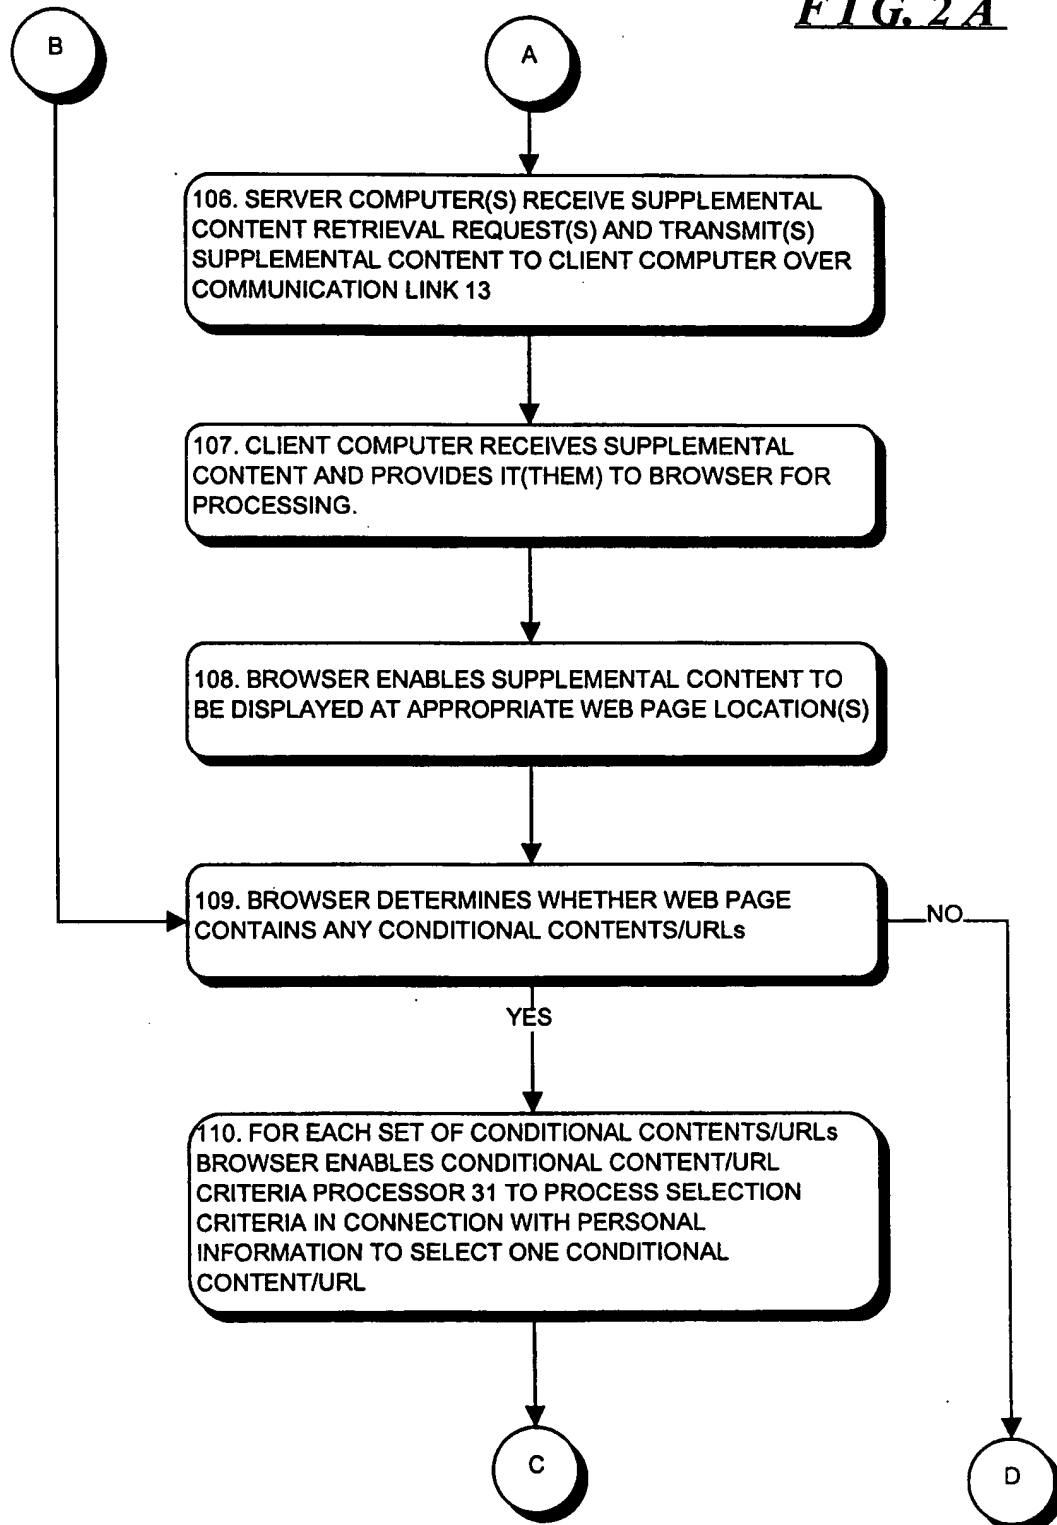 FIG. 2A
B
A
106. SERVER COMPUTER(S) RECEIVE SUPPLEMENTAL
CONTENT RETRIEVAL REQUEST(S) AND TRANSMIT(S)
SUPPLEMENTAL CONTENT TO CLIENT COMPUTER OVER
COMMUNICATION LINK 13
107. CLIENT COMPUTER RECEIVES SUPPLEMENTAL
CONTENT AND PROVIDES IT(THEM) TO BROWSER FOR
PROCESSING.
108. BROWSER ENABLES SUPPLEMENTAL CONTENT TO
BE DISPLAYED AT APPROPRIATE WEB PAGE LOCATION(S)
109. BROWSER DETERMINES WHETHER WEB PAGE
CONTAINS ANY CONDITIONAL CONTENTS/URLs
NO
YES
110. FOR EACH SET OF CONDITIONAL CONTENTS/URLs
BROWSER ENABLES CONDITIONAL CONTENT/URL
CRITERIA PROCESSOR 31 TO PROCESS SELECTION
CRITERIA IN CONNECTION WITH PERSONAL
INFORMATION TO SELECT ONE CONDITIONAL
CONTENT/URL
C
D